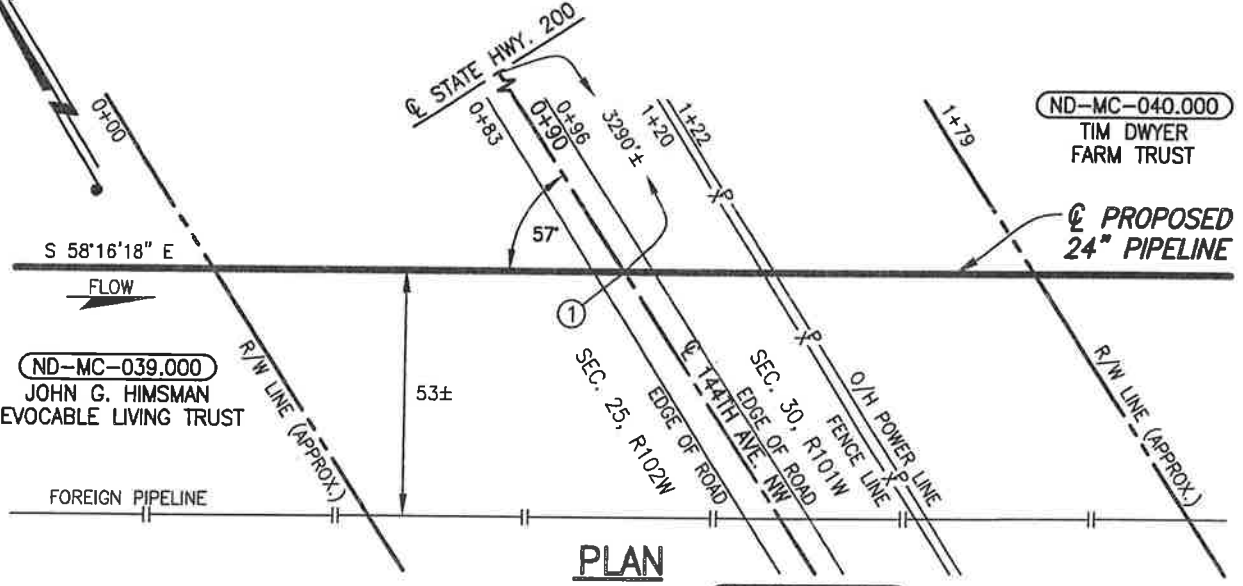 ℄ STATE HWY. 200
0+00
0+83
0+90
0+96
3290'±
1+20
1+22
1+79
ND-MC-040.000
TIM DWYER
FARM TRUST
℄ PROPOSED
24" PIPELINE
57°
S 58°16'18" E
FLOW
1
ND-MC-039.000
JOHN G. HIMSMAN
EVOCABLE LIVING TRUST
R/W LINE (APPROX.)
53±
SEC. 25, R102W
EDGE OF ROAD
℄ 144TH AVE. NW
EDGE OF ROAD
SEC. 30, R101W
FENCE LINE
O/H POWER LINE
X P
X P
X P
R/W LINE (APPROX.)
FOREIGN PIPELINE
PLAN